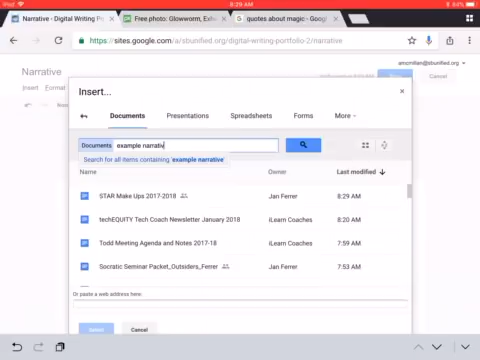 iPad
8:29 AM
84%
Narrative - Digital Writing Po
Free photo: Glowworm, Exhe
quotes about magic - Google
https://sites.google.com/a/sbunified.org/digital-writing-portfolio-2/narrative
amcmillan@sbunified.org
Narrative
Cancel
Insert Format
Insert...
Documents Presentations Spreadsheets Forms More
Documents example narrativ
Search for all items containing 'example narrative'
Name Owner Last modified
STAR Make Ups 2017-2018 Jan Ferrer 8:29 AM
techEQUITY Tech Coach Newsletter January 2018 iLearn Coaches 8:20 AM
Todd Meeting Agenda and Notes 2017-18 iLearn Coaches 7:59 AM
Socratic Seminar Packet_Outsiders_Ferrer Jan Ferrer 7:53 AM
Or paste a web address here:
Select Cancel